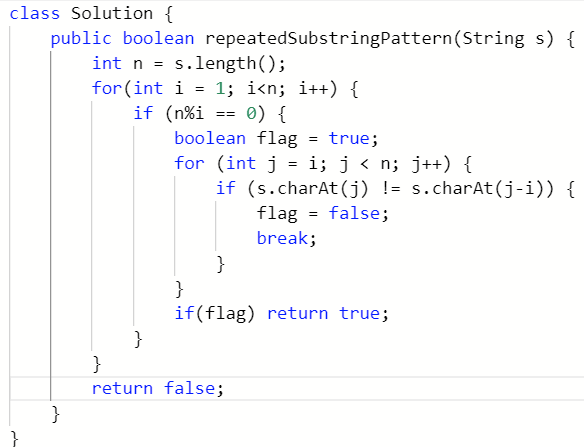 class Solution {
    public boolean repeatedSubstringPattern(String s) {
        int n = s.length();
        for(int i = 1; i<n; i++) {
            if (n%i == 0) {
                boolean flag = true;
                for (int j = i; j < n; j++) {
                    if (s.charAt(j) != s.charAt(j-i)) {
                        flag = false;
                        break;
                    }
                }
                if(flag) return true;
            }
        }
        return false;
    }
}